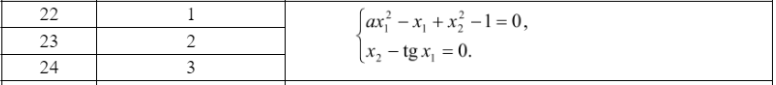 22 1 { ax₁² − x₁ + x₂² − 1 = 0,
23 2 { x₂ − tg x₁ = 0.
24 3